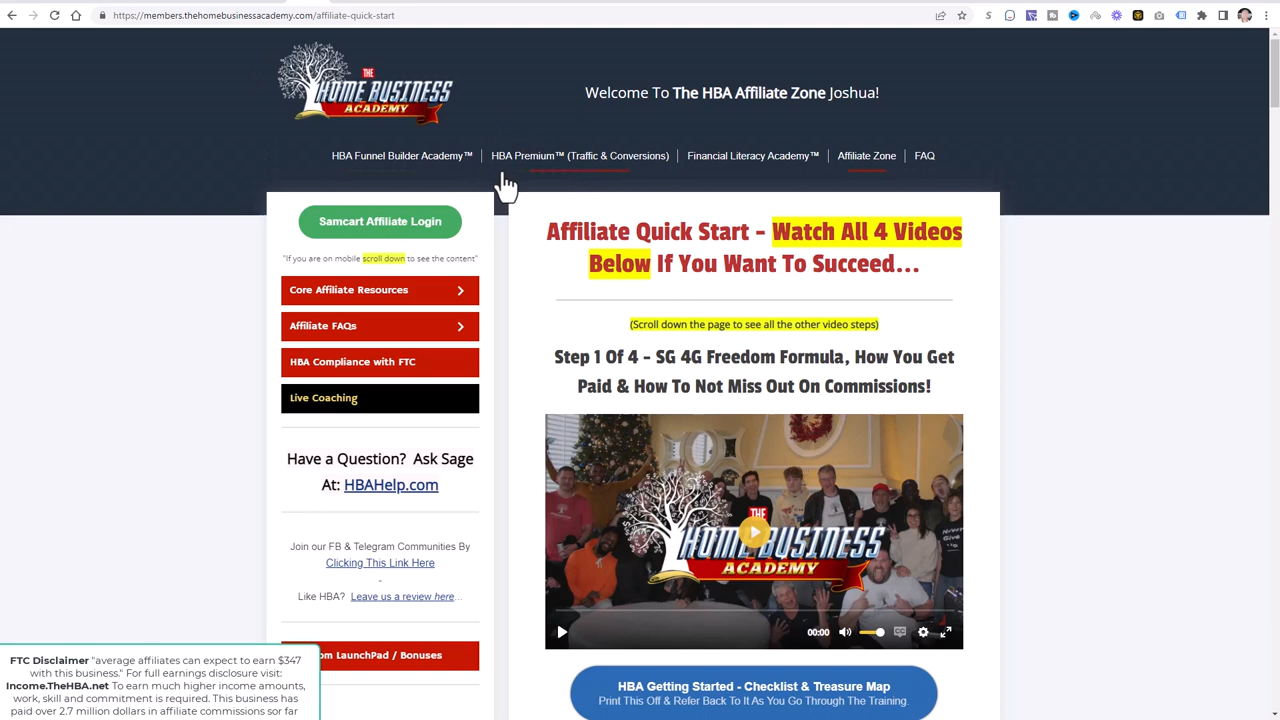 https://members.thehomebusinessacademy.com/affiliate-quick-start
THE
HOME BUSINESS
ACADEMY
Welcome To The HBA Affiliate Zone Joshua!
HBA Funnel Builder Academy™
HBA Premium™ (Traffic & Conversions)
Financial Literacy Academy™
Affiliate Zone
FAQ
Samcart Affiliate Login
"If you are on mobile scroll down to see the content"
Core Affiliate Resources
Affiliate FAQs
HBA Compliance with FTC
Live Coaching
Have a Question? Ask Sage
At: HBAHelp.com
Join our FB & Telegram Communities By
Clicking This Link Here
-
Like HBA? Leave us a review here...
om LaunchPad / Bonuses
FTC Disclaimer "average affiliates can expect to earn $347
with this business." For full earnings disclosure visit:
Income.TheHBA.net To earn much higher income amounts,
work, skill and commitment is required. This business has
paid over 2.7 million dollars in affiliate commissions sor far
Affiliate Quick Start - Watch All 4 Videos
Below If You Want To Succeed...
(Scroll down the page to see all the other video steps)
Step 1 Of 4 - SG 4G Freedom Formula, How You Get
Paid & How To Not Miss Out On Commissions!
THE
HOME BUSINESS
ACADEMY
00:00
HBA Getting Started - Checklist & Treasure Map
Print This Off & Refer Back To It As You Go Through The Training.